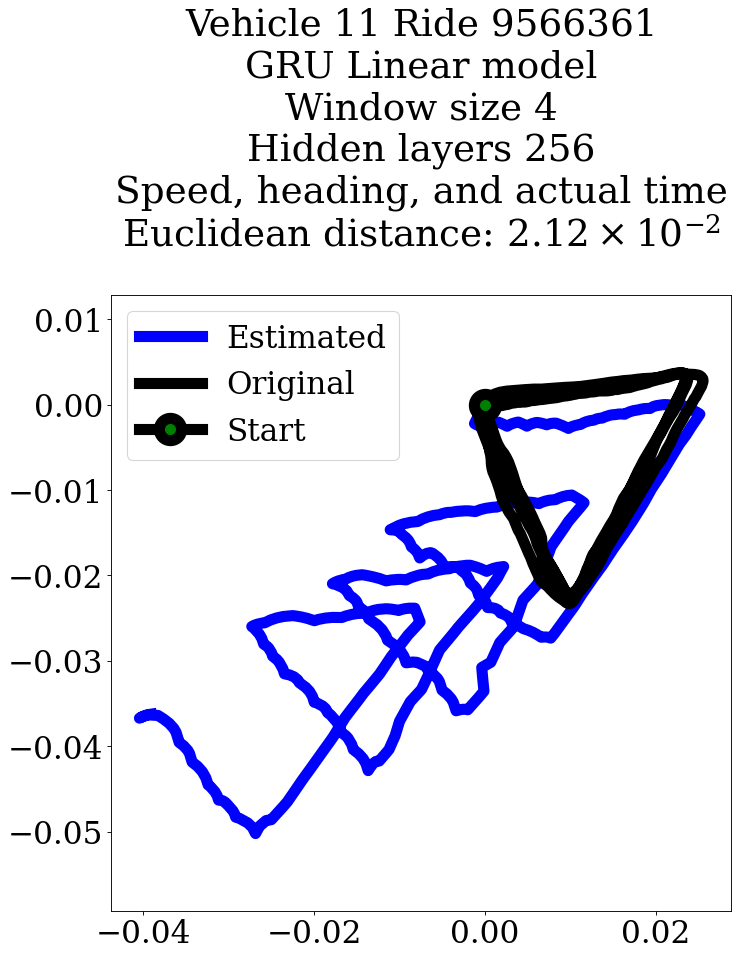 Vehicle 11 Ride 9566361
GRU Linear model
Window size 4
Hidden layers 256
Speed, heading, and actual time
Euclidean distance: 2.12 × 10⁻²
Estimated
Original
Start
0.01
0.00
−0.01
−0.02
−0.03
−0.04
−0.05
−0.04 −0.02 0.00 0.02